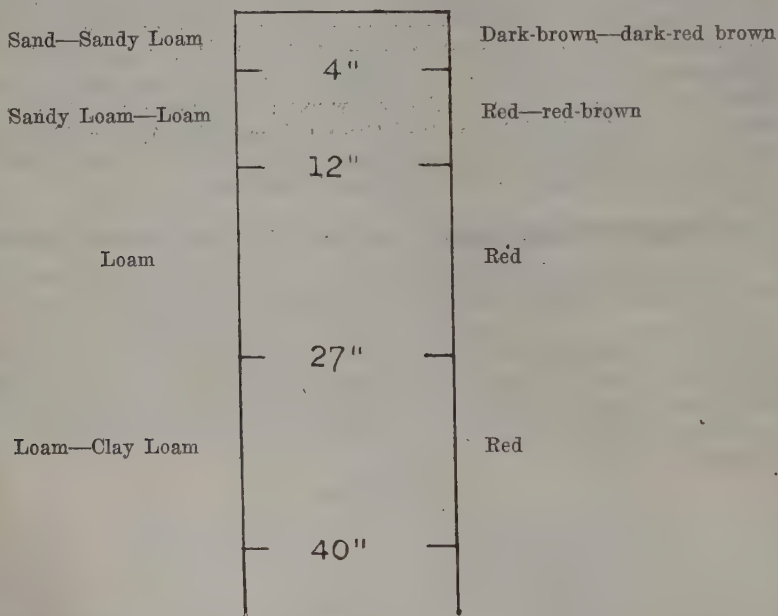 Sand—Sandy Loam
Dark-brown—dark-red brown
4"
Sandy Loam—Loam
Red—red-brown
12"
Loam
Red
27"
Loam—Clay Loam
Red
40"